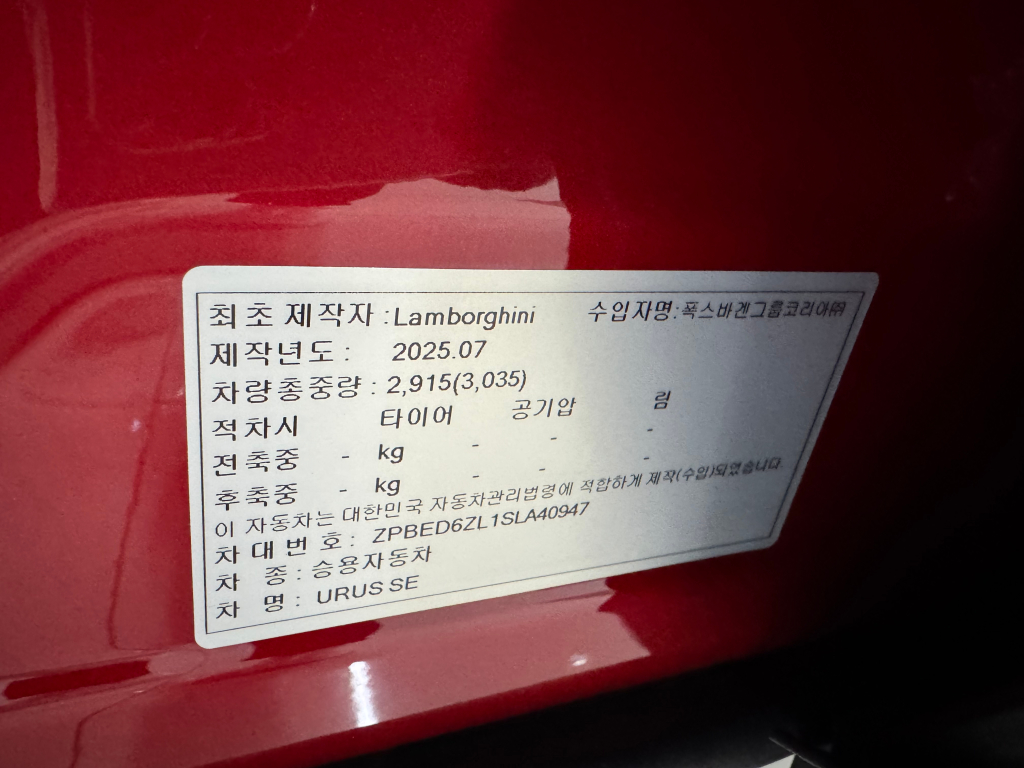 최초 제작자 : Lamborghini 수입자명 : 폭스바겐그룹코리아㈜
제작년도 : 2025.07
차량총중량 : 2,915(3,035)
적차시 타이어 공기압 림
전축중 - kg - - -
후축중 - kg - - -
이 자동차는 대한민국 자동차관리법령에 적합하게 제작(수입)되었습니다.
차대번호 : ZPBED6ZL1SLA40947
차 종 : 승용자동차
차 명 : URUS SE